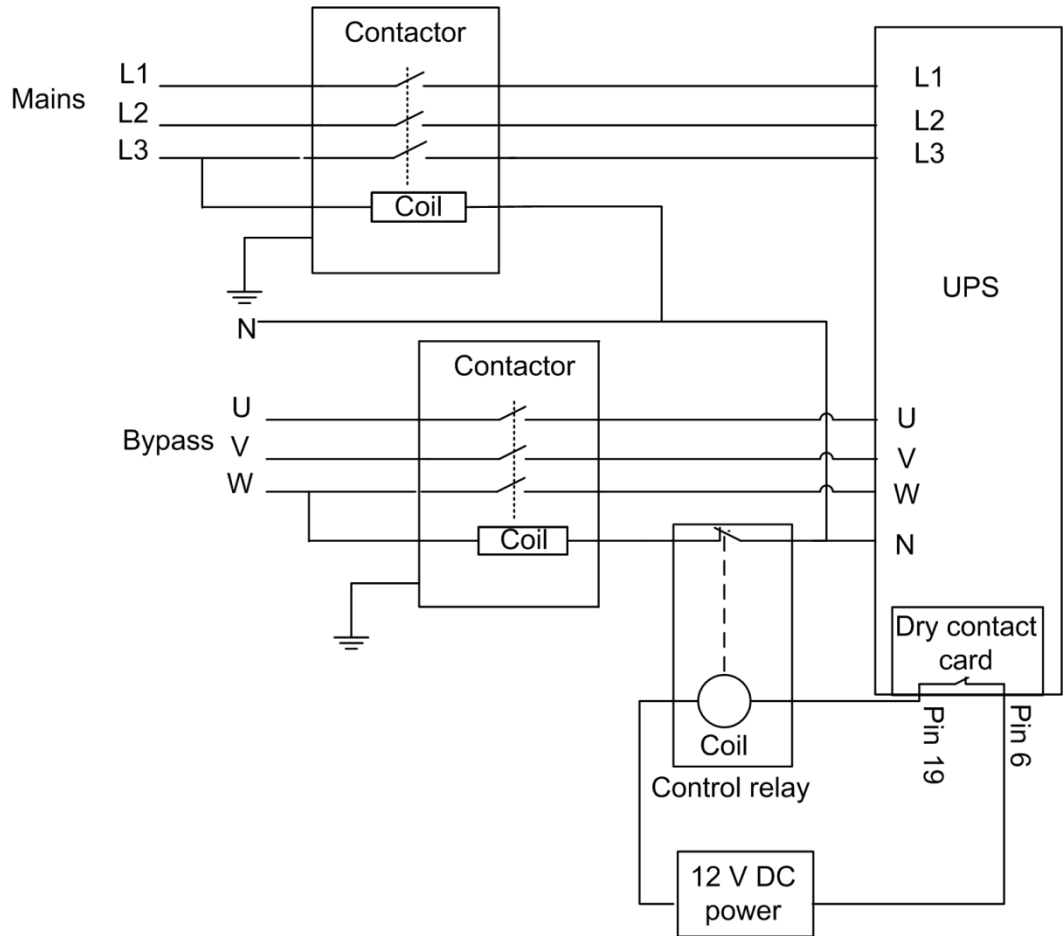 Contactor
Mains
L1
L2
L3
L1
L2
L3
Coil
UPS
N
Contactor
Bypass
U
V
W
U
V
W
Coil
N
Dry contact
card
Pin 19
Pin 6
Coil
Control relay
12 V DC
power